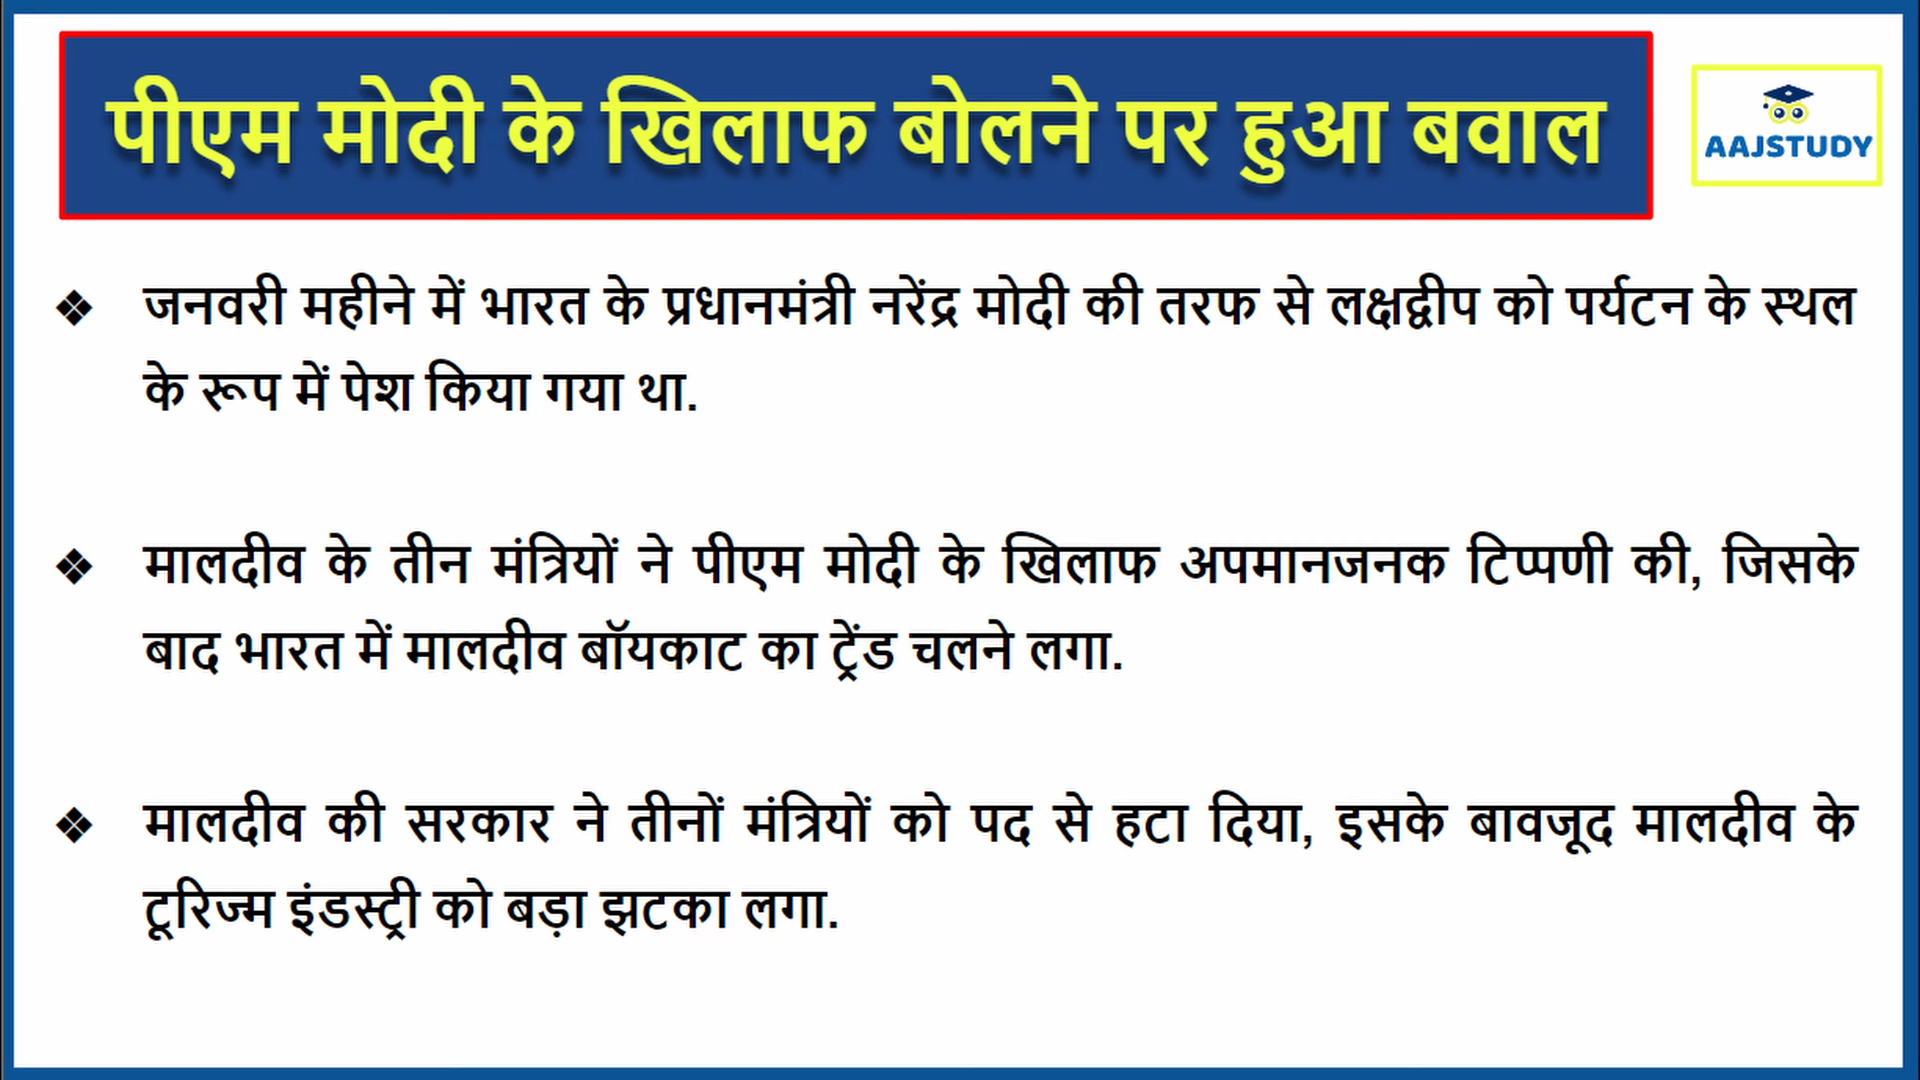 पीएम मोदी के खिलाफ बोलने पर हुआ बवाल
AAJSTUDY
❖ जनवरी महीने में भारत के प्रधानमंत्री नरेंद्र मोदी की तरफ से लक्षद्वीप को पर्यटन के स्थल
के रूप में पेश किया गया था.
❖ मालदीव के तीन मंत्रियों ने पीएम मोदी के खिलाफ अपमानजनक टिप्पणी की, जिसके
बाद भारत में मालदीव बॉयकाट का ट्रेंड चलने लगा.
❖ मालदीव की सरकार ने तीनों मंत्रियों को पद से हटा दिया, इसके बावजूद मालदीव के
टूरिज्म इंडस्ट्री को बड़ा झटका लगा.